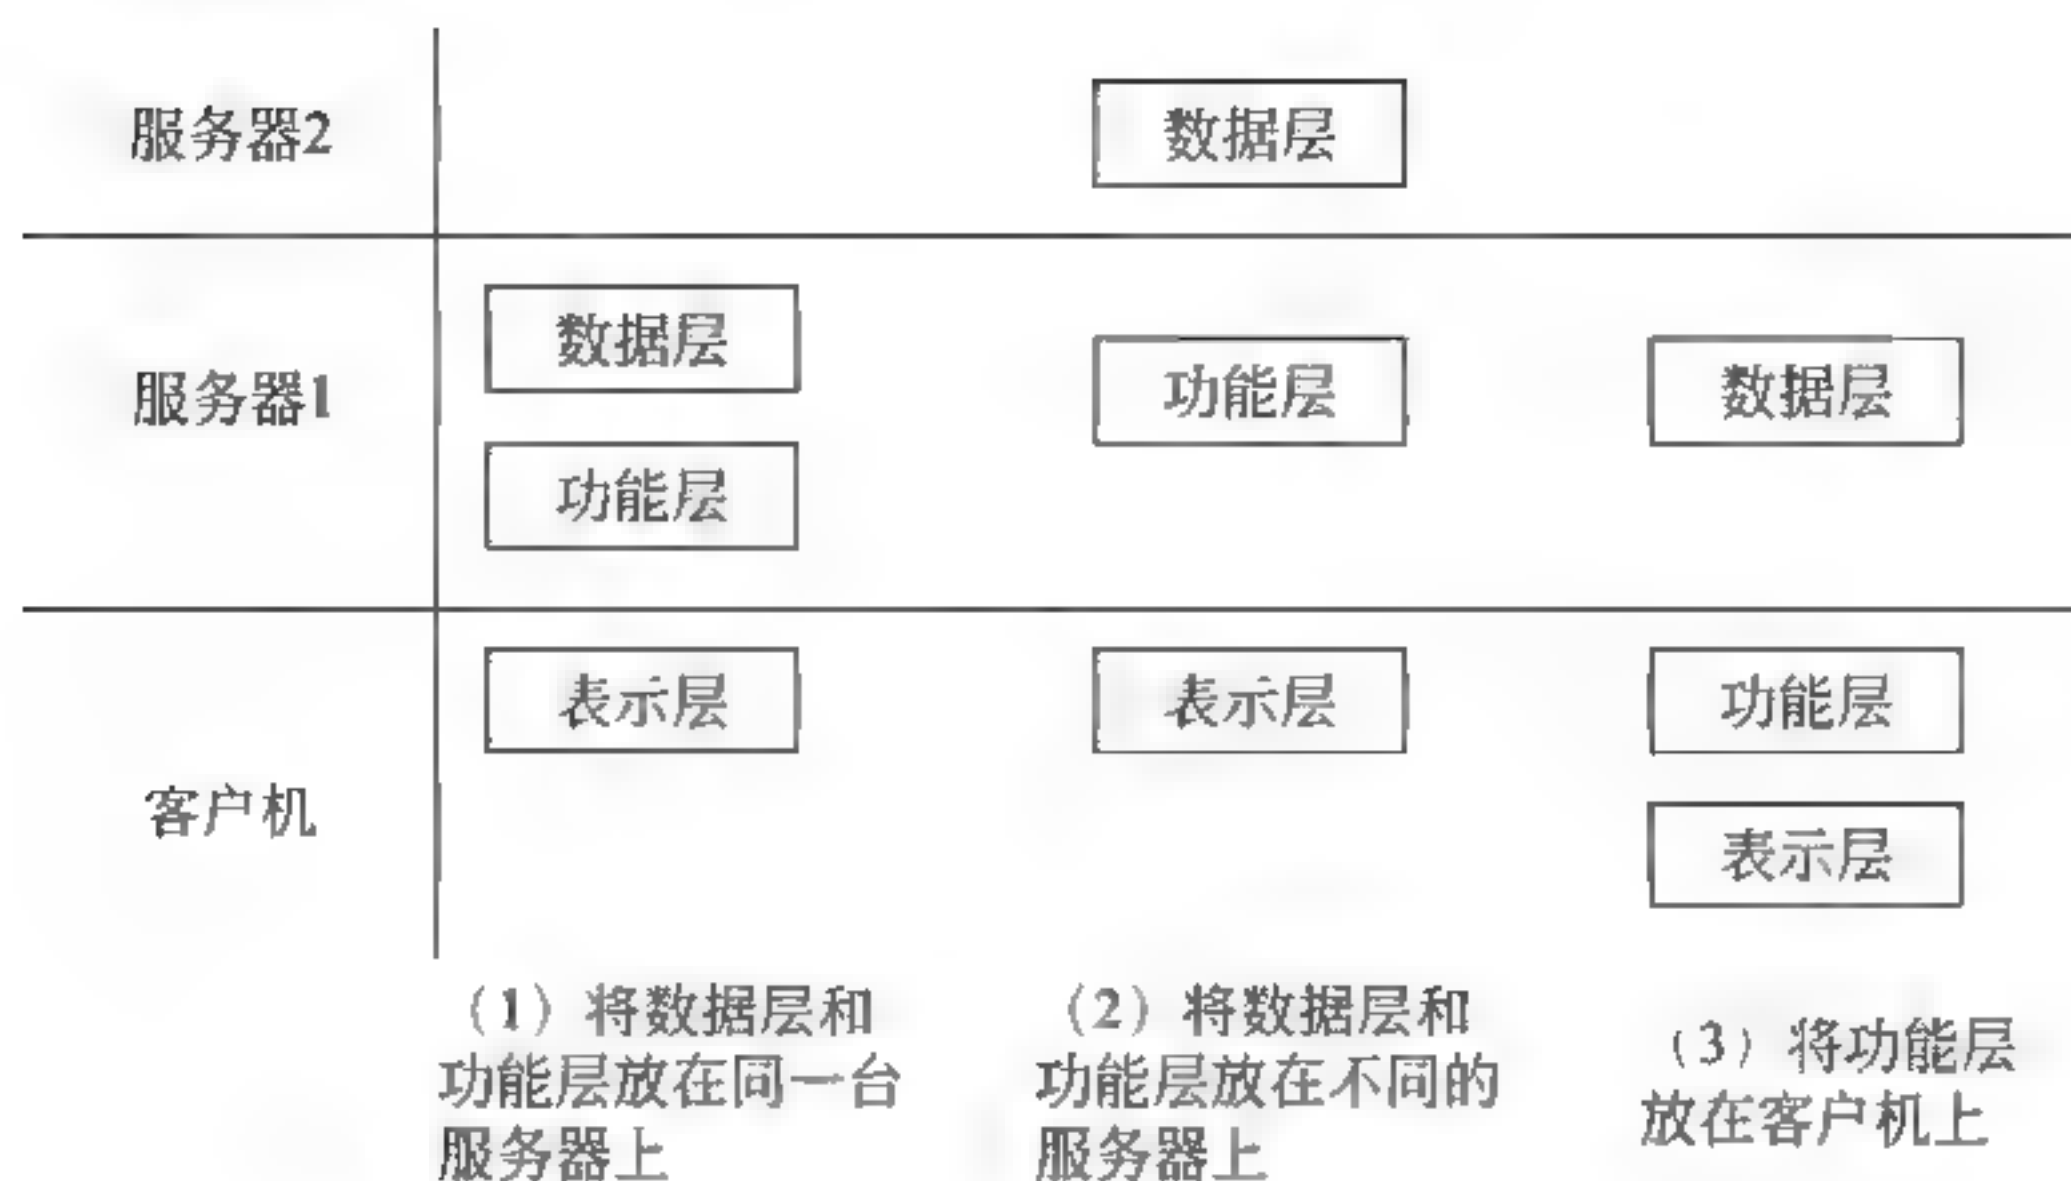 服务器2
数据层
服务器1
数据层
功能层
功能层
数据层
客户机
表示层
表示层
功能层
表示层
（1）将数据层和
功能层放在同一台
服务器上
（2）将数据层和
功能层放在不同的
服务器上
（3）将功能层
放在客户机上